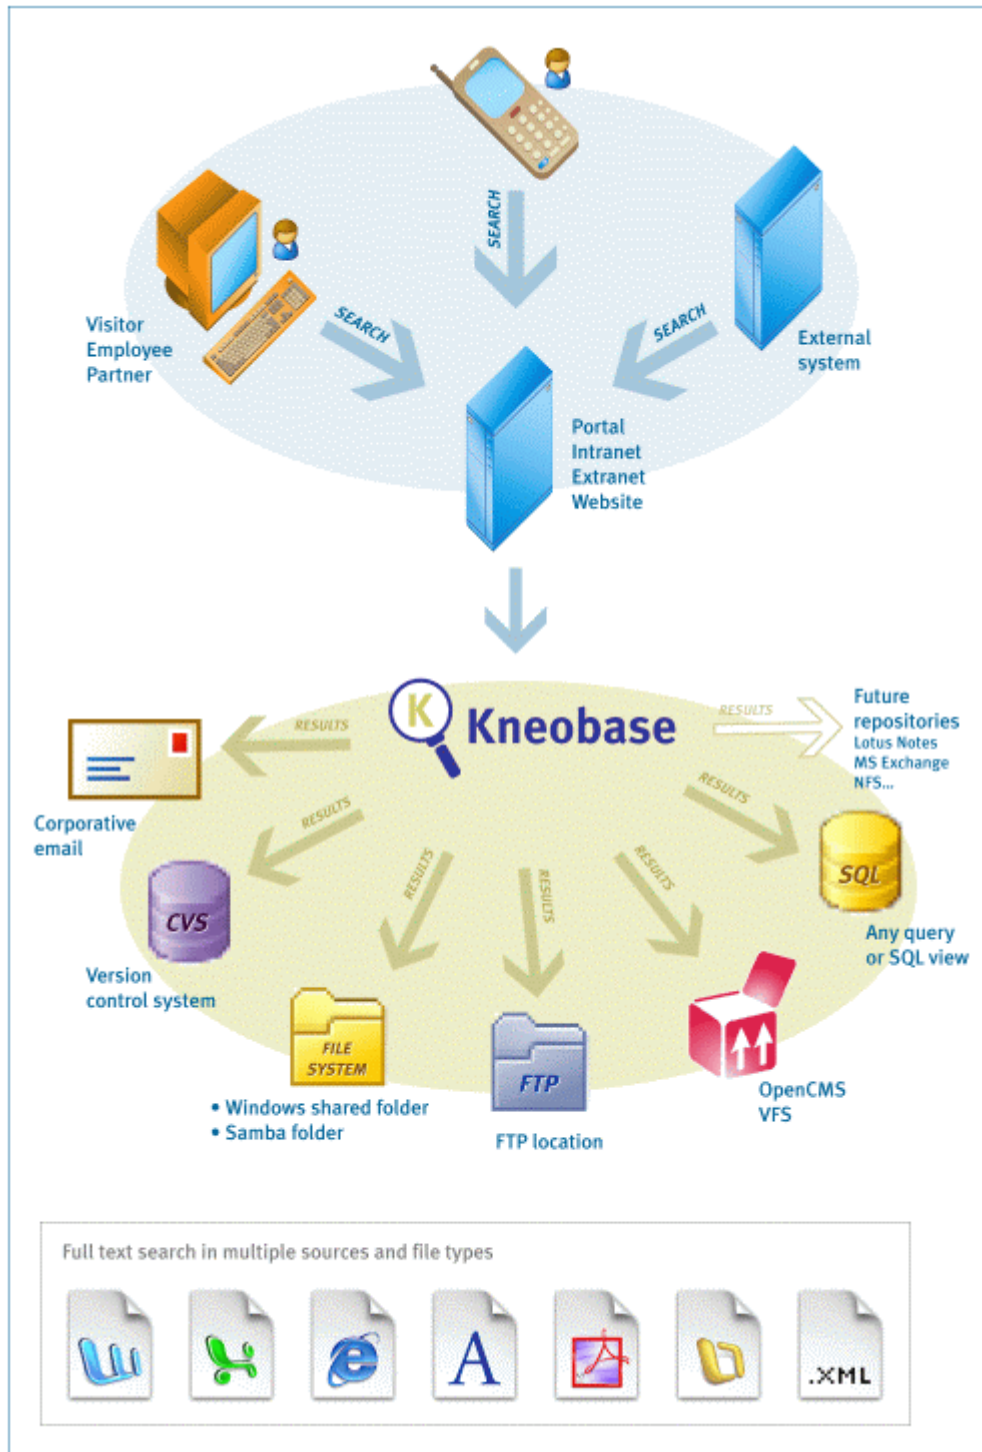 SEARCH
Visitor
Employee
Partner
SEARCH
SEARCH
External
system
Portal
Intranet
Extranet
Website
K
Kneobase
RESULTS
RESULTS
Future
repositories
Lotus Notes
MS Exchange
NFS...
Corporative
email
RESULTS
RESULTS
RESULTS
RESULTS
RESULTS
CVS
SQL
Version
control system
Any query
or SQL view
FILE
SYSTEM
FTP
• Windows shared folder
• Samba folder
FTP location
OpenCMS
VFS
Full text search in multiple sources and file types
A
.XML